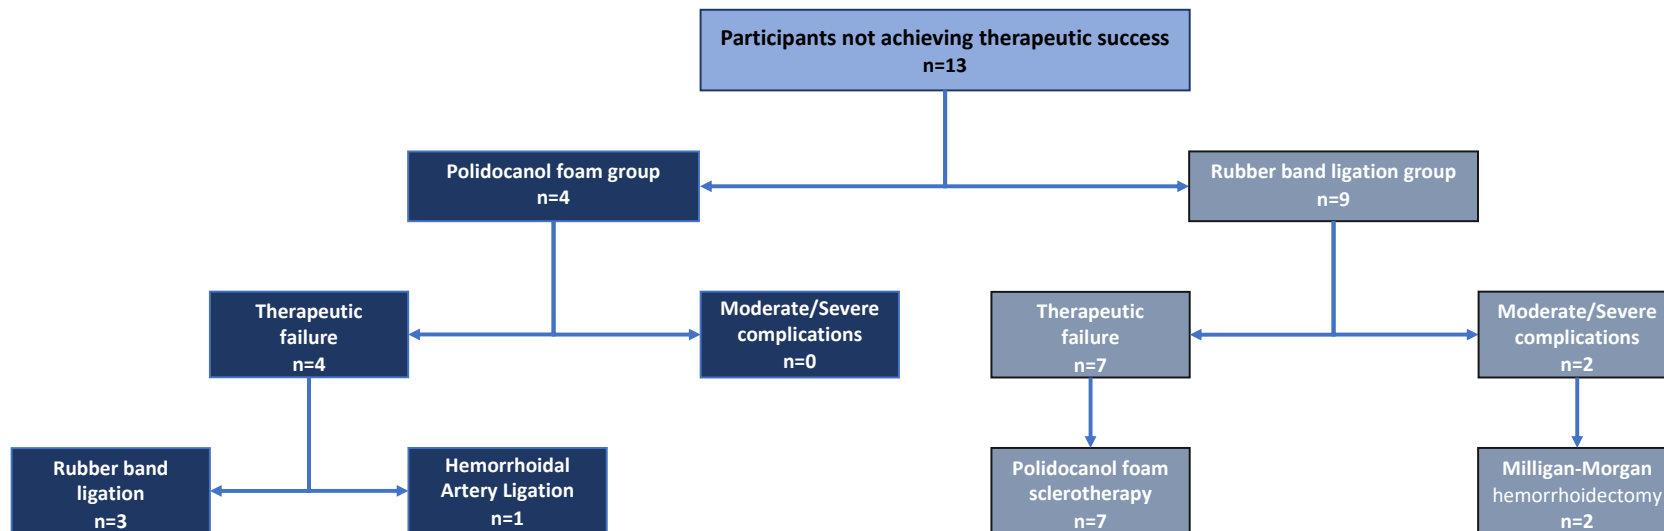 Participants not achieving therapeutic success
n=13
Polidocanol foam group
n=4
Rubber band ligation group
n=9
Therapeutic
failure
n=4
Moderate/Severe
complications
n=0
Therapeutic
failure
n=7
Moderate/Severe
complications
n=2
Rubber band
ligation
n=3
Hemorrhoidal
Artery Ligation
n=1
Polidocanol foam
sclerotherapy
n=7
Milligan-Morgan
hemorrhoidectomy
n=2